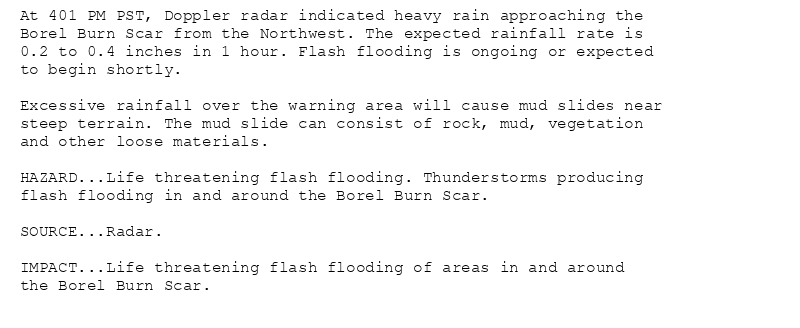 At 401 PM PST, Doppler radar indicated heavy rain approaching the
Borel Burn Scar from the Northwest. The expected rainfall rate is
0.2 to 0.4 inches in 1 hour. Flash flooding is ongoing or expected
to begin shortly.
Excessive rainfall over the warning area will cause mud slides near
steep terrain. The mud slide can consist of rock, mud, vegetation
and other loose materials.
HAZARD...Life threatening flash flooding. Thunderstorms producing
flash flooding in and around the Borel Burn Scar.
SOURCE...Radar.
IMPACT...Life threatening flash flooding of areas in and around
the Borel Burn Scar.